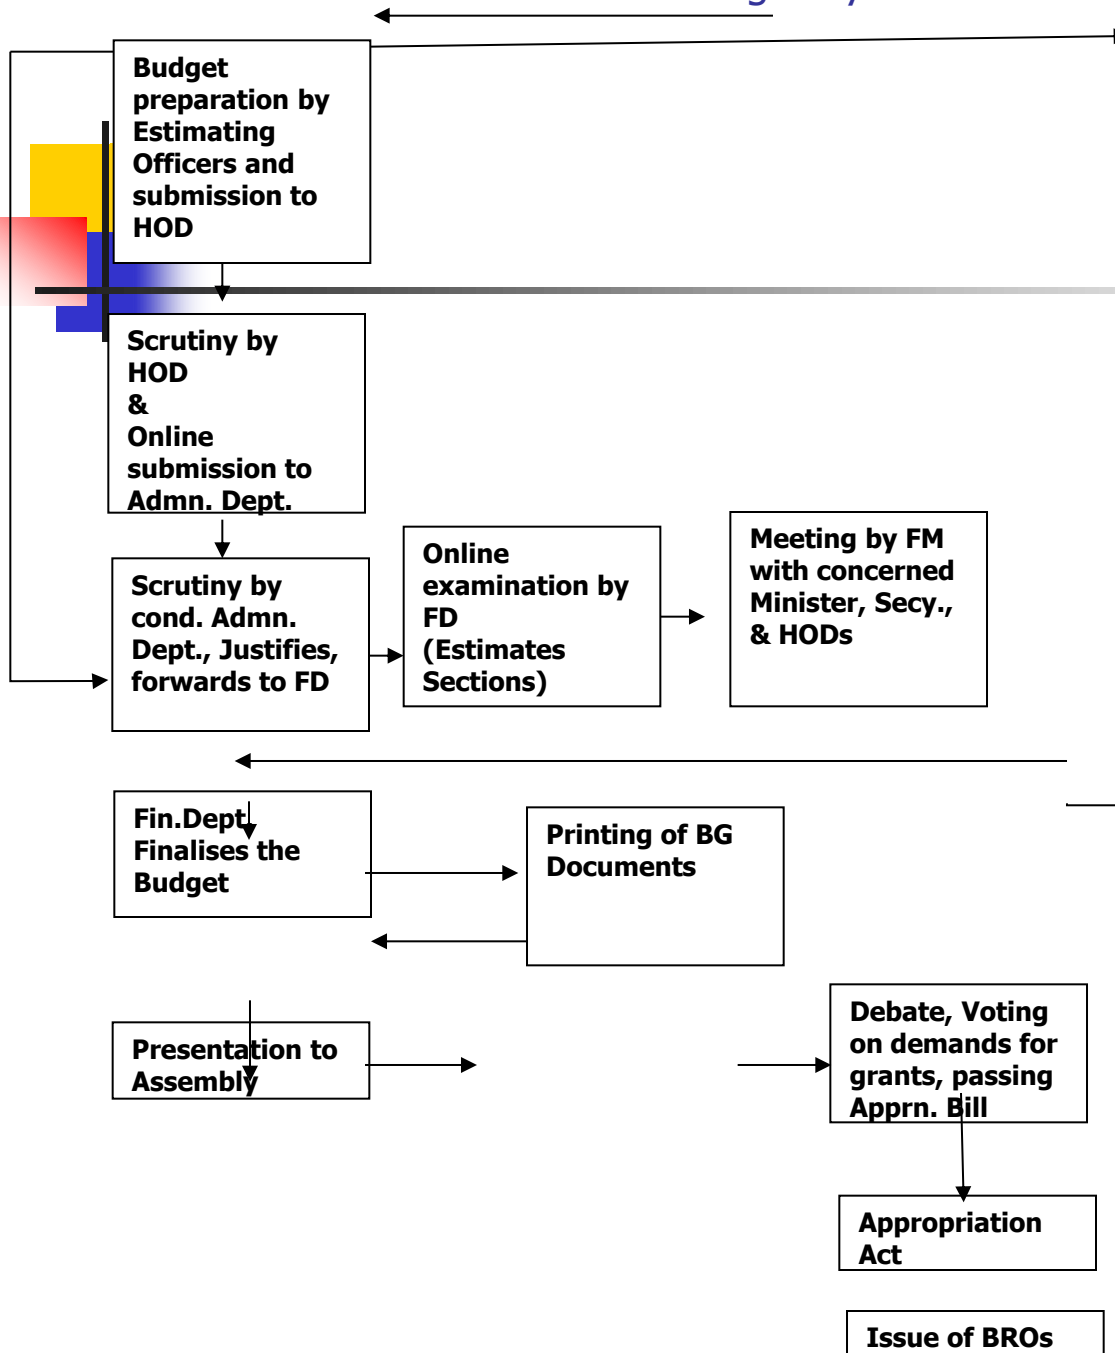 Budget
preparation by
Estimating
Officers and
submission to
HOD
Scrutiny by
HOD
&
Online
submission to
Admn. Dept.
Scrutiny by
cond. Admn.
Dept., Justifies,
forwards to FD
Online
examination by
FD
(Estimates
Sections)
Meeting by FM
with concerned
Minister, Secy.,
& HODs
Fin.Dept.
Finalises the
Budget
Printing of BG
Documents
Presentation to
Assembly
Debate, Voting
on demands for
grants, passing
Apprn. Bill
Appropriation
Act
Issue of BROs